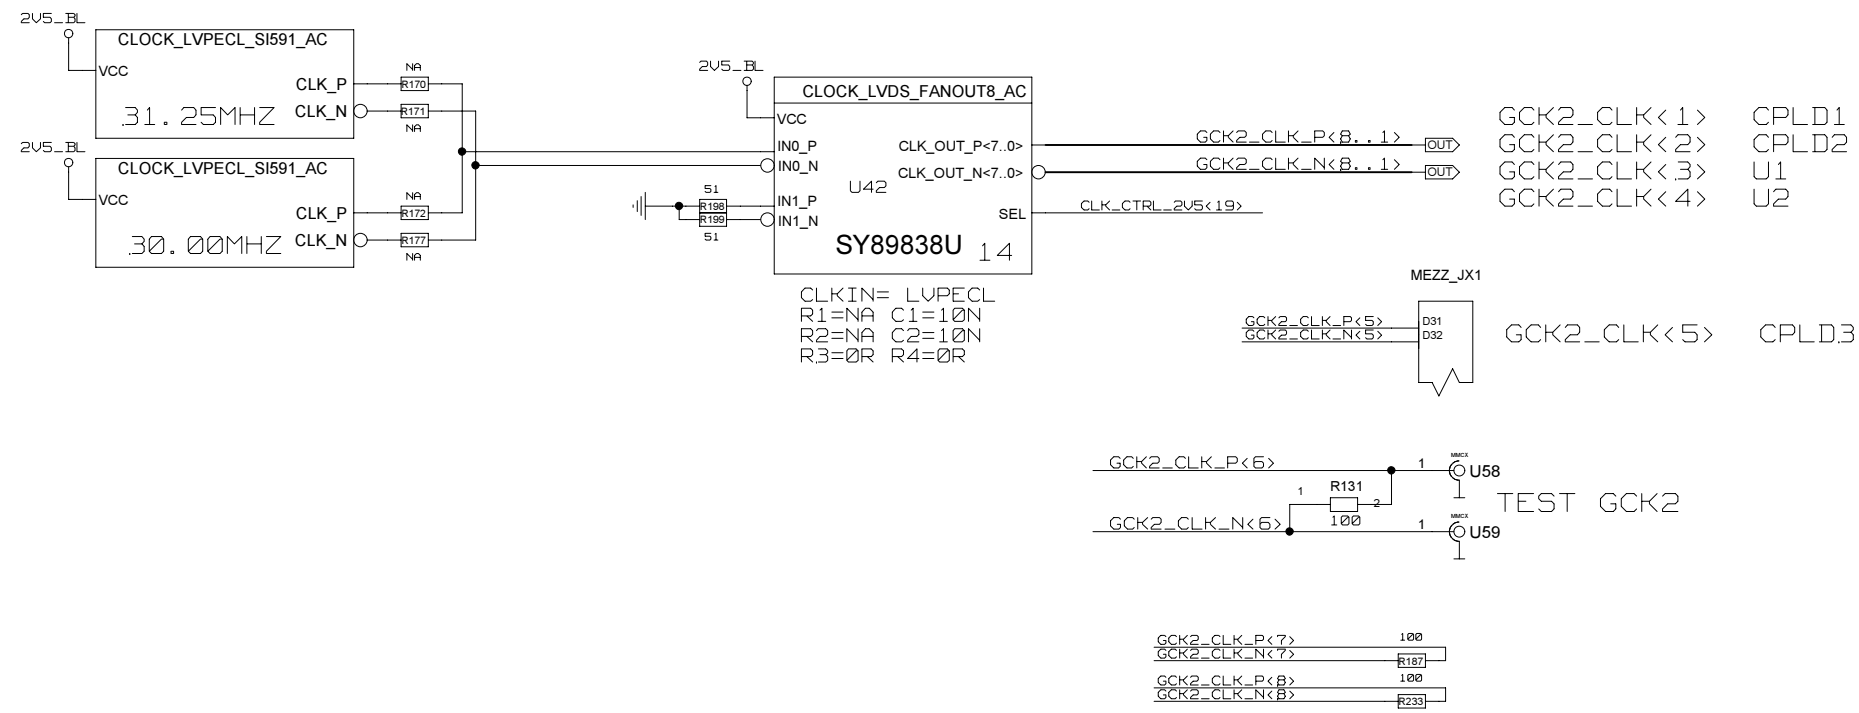 2V5_BL
CLOCK_LVPECL_SI591_AC
VCC
CLK_P
NA
R170
31.25MHZ
CLK_N
R171
NA
2V5_BL
CLOCK_LVPECL_SI591_AC
VCC
CLK_P
NA
R172
30.00MHZ
CLK_N
R177
NA
2V5_BL
CLOCK_LVDS_FANOUT8_AC
VCC
IN0_P
CLK_OUT_P<7..0>
IN0_N
CLK_OUT_N<7..0>
U42
51
R198
IN1_P
R199
IN1_N
51
SEL
CLK_CTRL_2V5<19>
SY89838U
14
CLKIN= LVPECL
R1=NA C1=10N
R2=NA C2=10N
R3=0R R4=0R
GCK2_CLK_P<8..1>
OUT
GCK2_CLK_N<8..1>
OUT
GCK2_CLK<1> CPLD1
GCK2_CLK<2> CPLD2
GCK2_CLK<3> U1
GCK2_CLK<4> U2
MEZZ_JX1
GCK2_CLK_P<5>
D31
GCK2_CLK_N<5>
D32
GCK2_CLK<5> CPLD3
GCK2_CLK_P<6>
1
MMCX
U58
R131
1
2
100
TEST GCK2
GCK2_CLK_N<6>
1
MMCX
U59
GCK2_CLK_P<7>
100
GCK2_CLK_N<7>
R187
GCK2_CLK_P<8>
100
GCK2_CLK_N<8>
R233